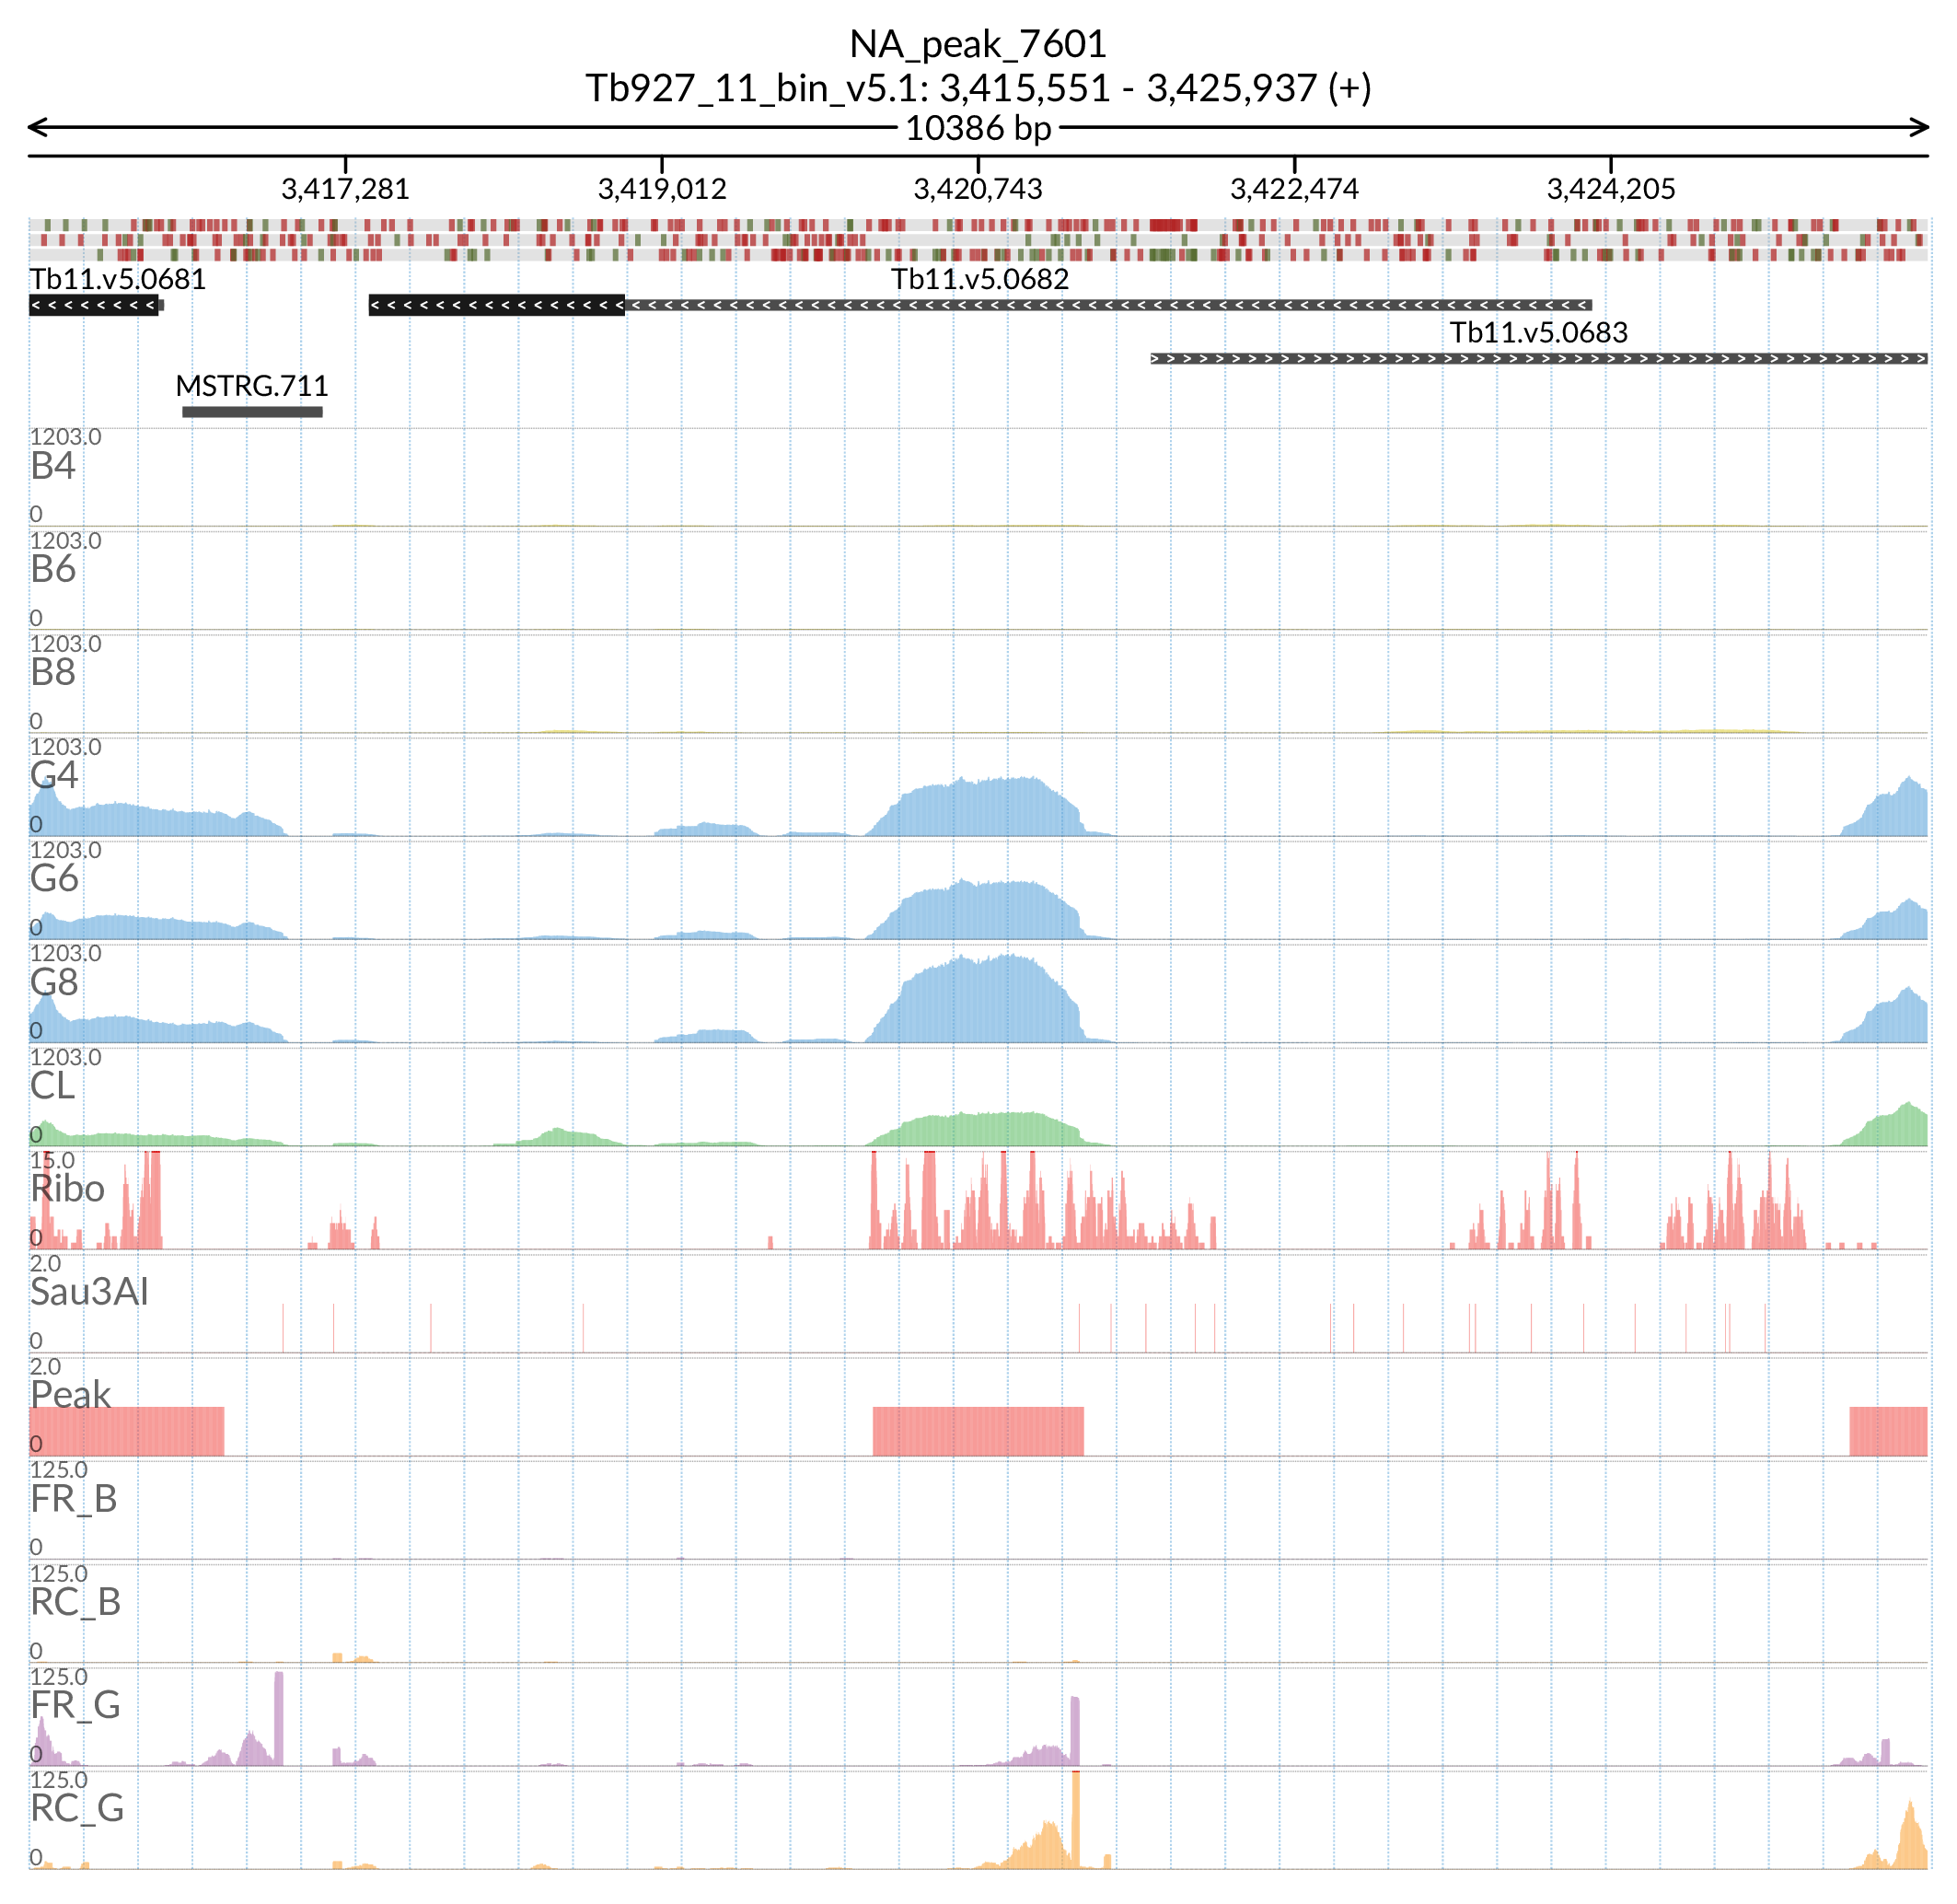 NA_peak_7601
Tb927_11_bin_v5.1: 3,415,551 - 3,425,937 (+)
10386 bp
3,417,281 3,419,012 3,420,743 3,422,474 3,424,205
Tb11.v5.0681 Tb11.v5.0682
Tb11.v5.0683
MSTRG.711
1203.0
B4
0
1203.0
B6
0
1203.0
B8
0
1203.0
G4
0
1203.0
G6
0
1203.0
G8
0
1203.0
CL
0
15.0
Ribo
0
2.0
Sau3AI
0
2.0
Peak
0
125.0
FR_B
0
125.0
RC_B
0
125.0
FR_G
0
125.0
RC_G
0